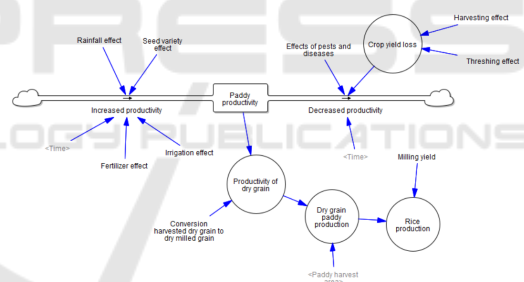 Rainfall effect
Seed variety
effect
Harvesting effect
Crop yield loss
Effects of pests and
diseases
Threshing effect
Paddy
productivity
Increased productivity
Decreased productivity
<Time>
Fertilizer effect
Irrigation effect
<Time>
Milling yield
Productivity of
dry grain
Conversion
harvested dry grain to
dry milled grain
Dry grain
paddy
production
Rice
production
<Paddy harvest